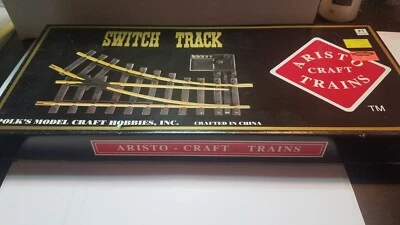 SWITCH TRACK
ARISTO
CRAFT
TRAINS
TM
POLK'S MODEL CRAFT HOBBIES, INC. CRAFTED IN CHINA
ARISTO - CRAFT TRAINS